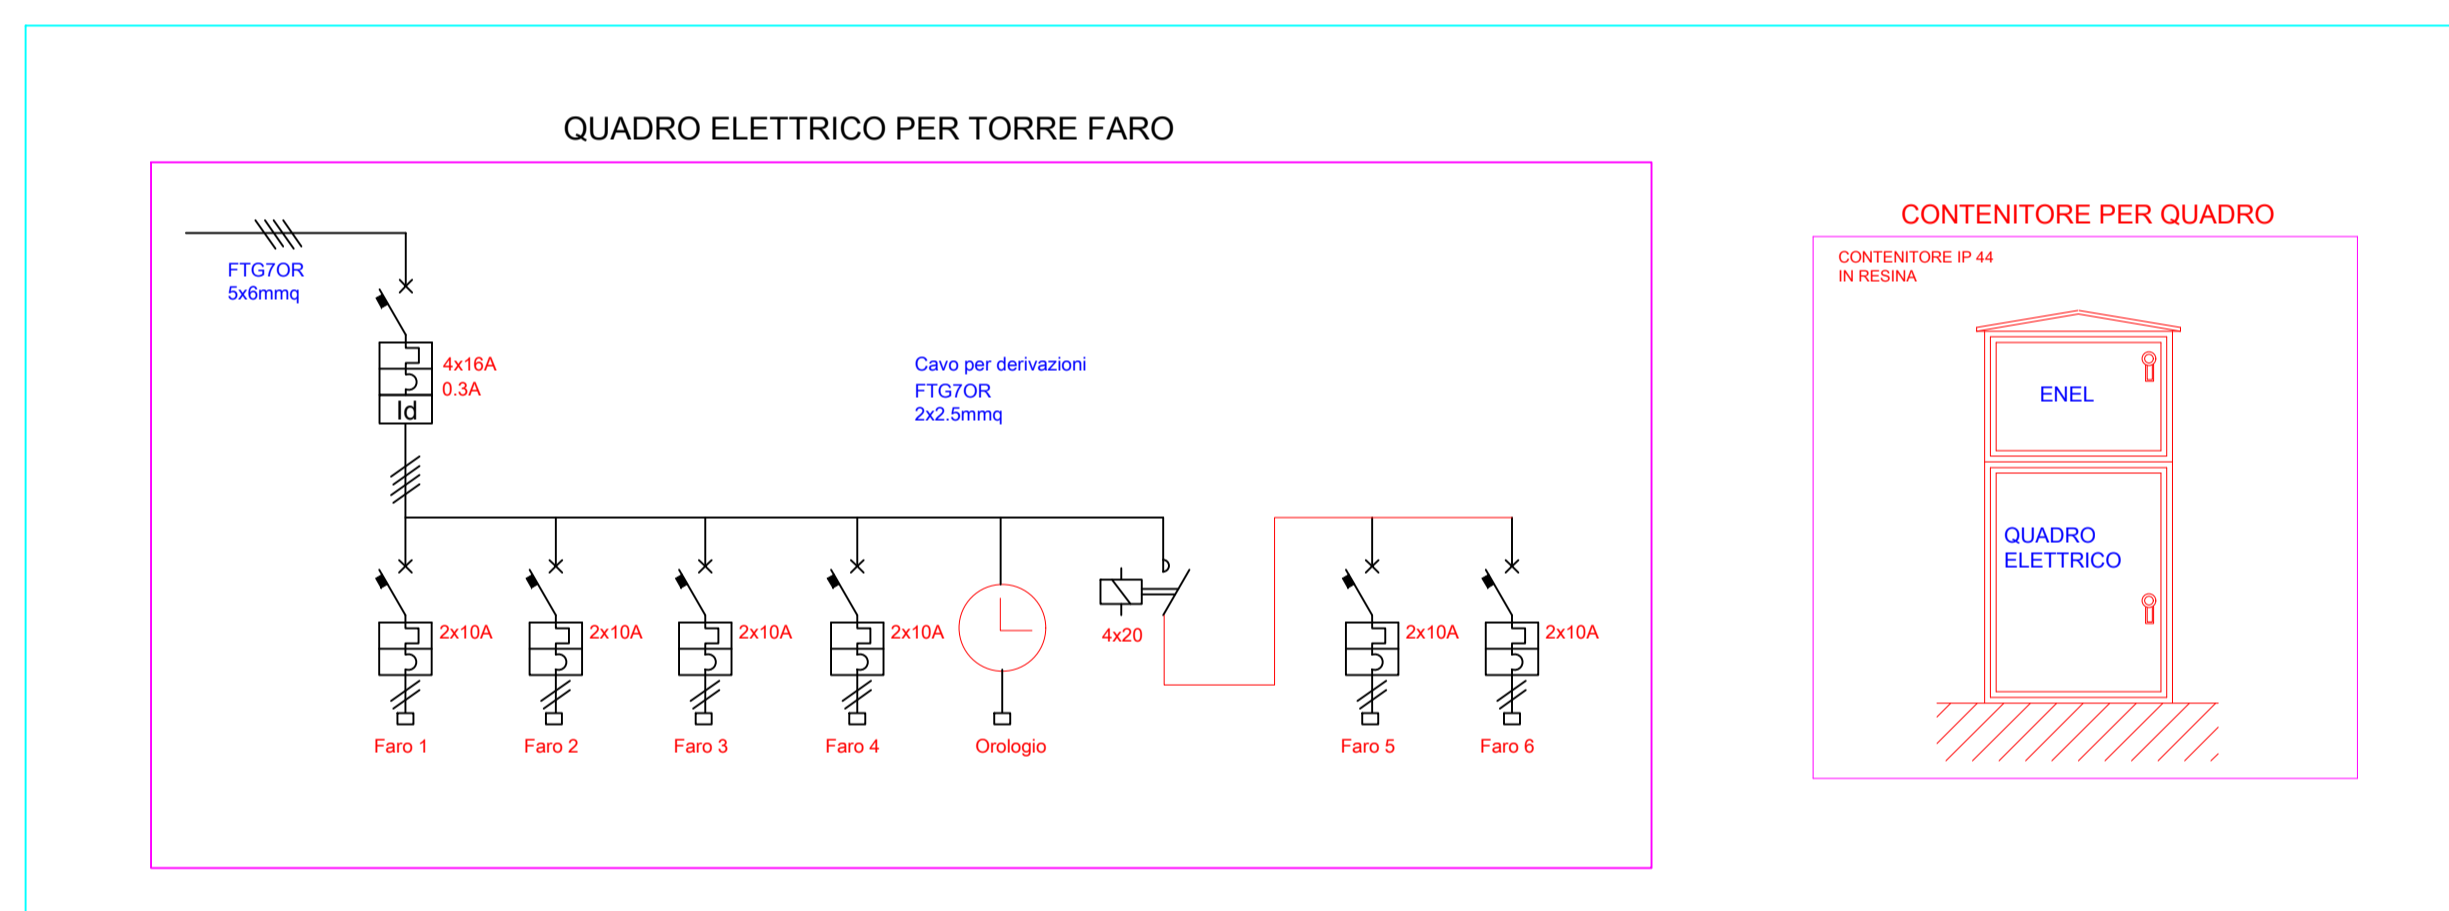 QUADRO ELETTRICO PER TORRE FARO
FTG7OR
5x6mmq
4x16A
0.3A
Id
Cavo per derivazioni
FTG7OR
2x2.5mmq
2x10A
2x10A
2x10A
2x10A
4x20
2x10A
2x10A
Faro 1
Faro 2
Faro 3
Faro 4
Orologio
Faro 5
Faro 6
CONTENITORE PER QUADRO
CONTENITORE IP 44
IN RESINA
ENEL
QUADRO
ELETTRICO